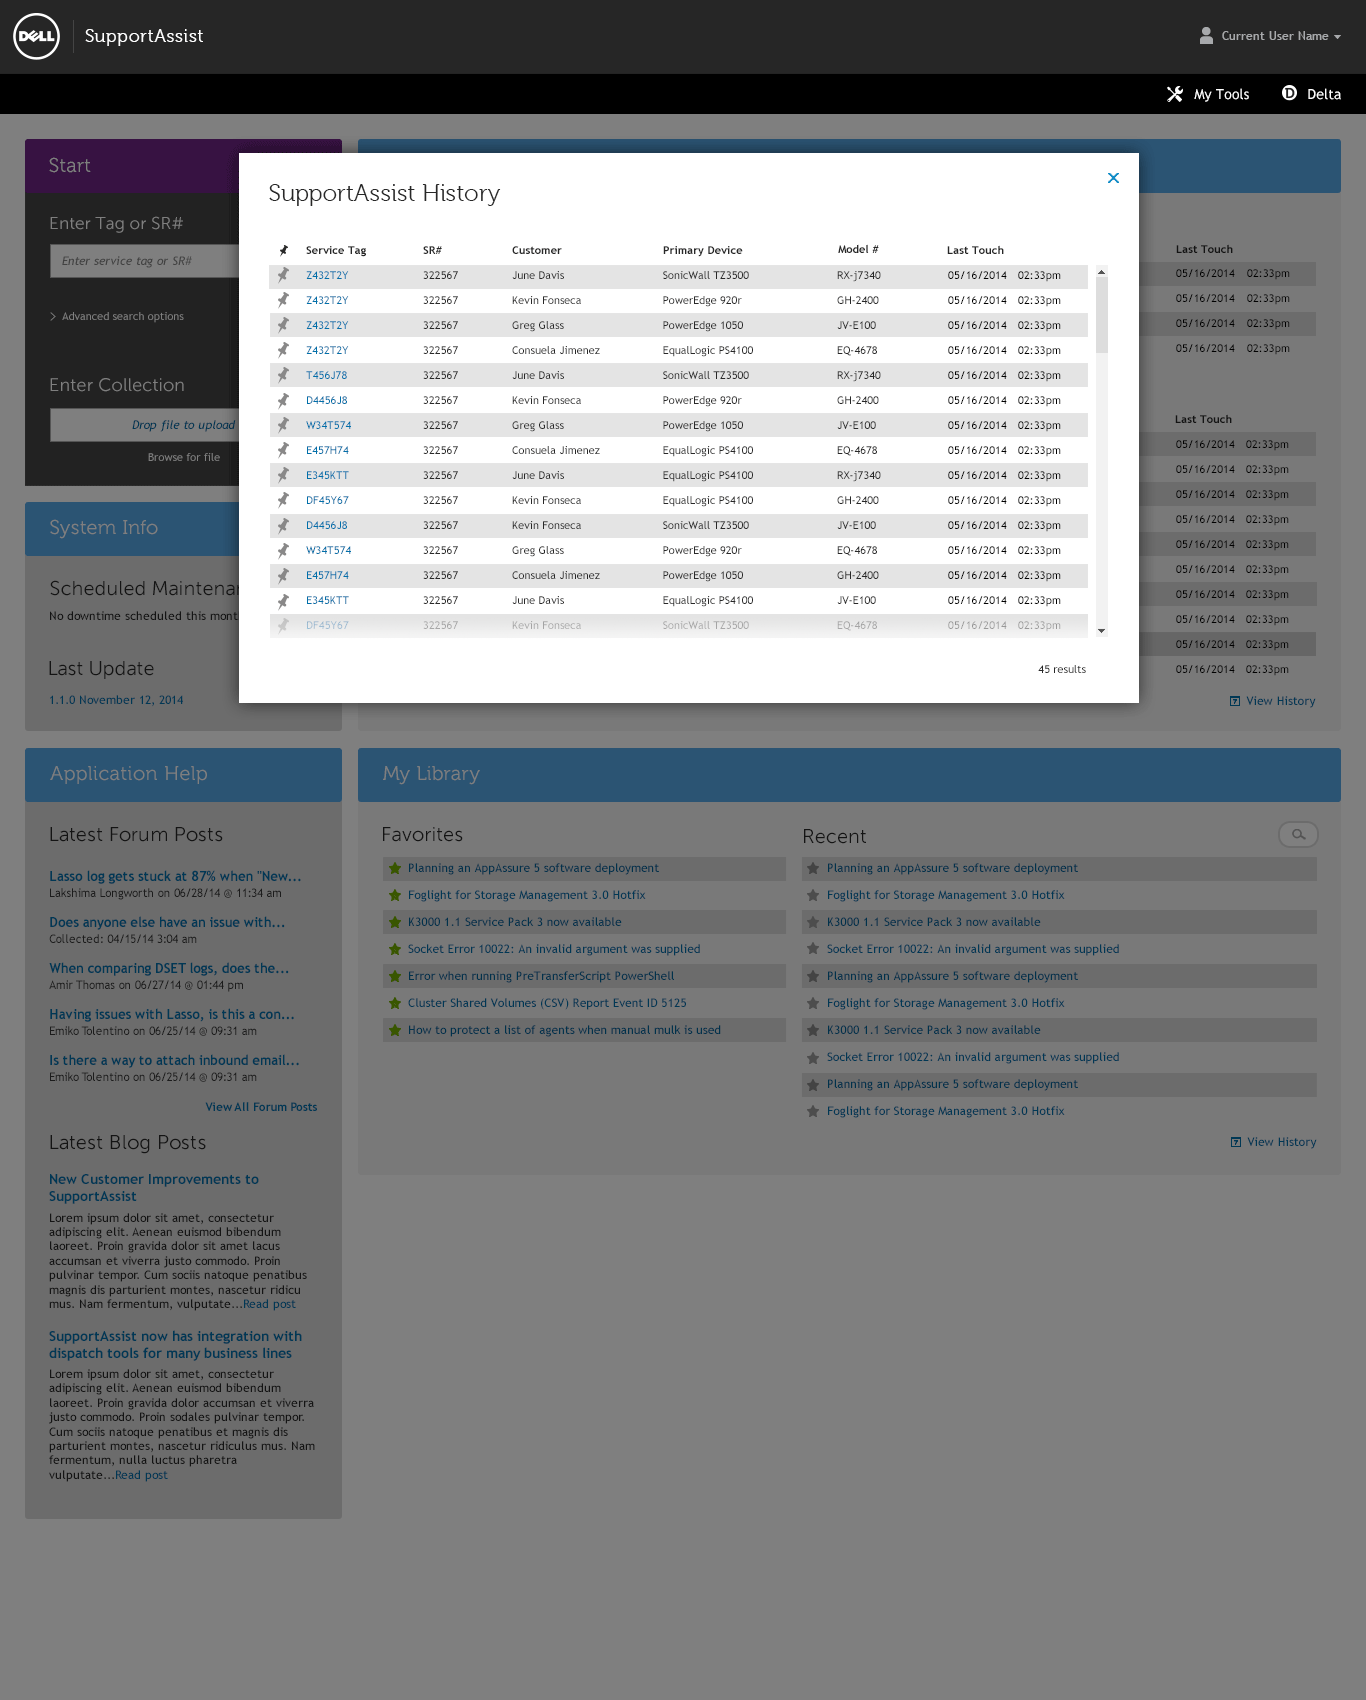 DELL SupportAssist
Current User Name
My Tools D Delta
Start
Enter Tag or SR#
Enter service tag or SR#
Advanced search options
Enter Collection
Drop file to upload
Browse for file
System Info
Scheduled Maintenan
No downtime scheduled this mont
Last Update
1.1.0 November 12, 2014
SupportAssist History
Service Tag SR# Customer Primary Device Model # Last Touch
Z432T2Y 322567 June Davis SonicWall TZ3500 RX-j7340 05/16/2014 02:33pm
Z432T2Y 322567 Kevin Fonseca PowerEdge 920r GH-2400 05/16/2014 02:33pm
Z432T2Y 322567 Greg Glass PowerEdge 1050 JV-E100 05/16/2014 02:33pm
Z432T2Y 322567 Consuela Jimenez EqualLogic PS4100 EQ-4678 05/16/2014 02:33pm
T456J78 322567 June Davis SonicWall TZ3500 RX-j7340 05/16/2014 02:33pm
D4456J8 322567 Kevin Fonseca PowerEdge 920r GH-2400 05/16/2014 02:33pm
W34T574 322567 Greg Glass PowerEdge 1050 JV-E100 05/16/2014 02:33pm
E457H74 322567 Consuela Jimenez EqualLogic PS4100 EQ-4678 05/16/2014 02:33pm
E345KTT 322567 June Davis EqualLogic PS4100 RX-j7340 05/16/2014 02:33pm
DF45Y67 322567 Kevin Fonseca EqualLogic PS4100 GH-2400 05/16/2014 02:33pm
D4456J8 322567 Kevin Fonseca SonicWall TZ3500 JV-E100 05/16/2014 02:33pm
W34T574 322567 Greg Glass PowerEdge 920r EQ-4678 05/16/2014 02:33pm
E457H74 322567 Consuela Jimenez PowerEdge 1050 GH-2400 05/16/2014 02:33pm
E345KTT 322567 June Davis EqualLogic PS4100 JV-E100 05/16/2014 02:33pm
DF45Y67 322567 Kevin Fonseca SonicWall TZ3500 EQ-4678 05/16/2014 02:33pm
45 results
Last Touch
05/16/2014 02:33pm
05/16/2014 02:33pm
05/16/2014 02:33pm
05/16/2014 02:33pm
Last Touch
05/16/2014 02:33pm
05/16/2014 02:33pm
05/16/2014 02:33pm
05/16/2014 02:33pm
05/16/2014 02:33pm
05/16/2014 02:33pm
05/16/2014 02:33pm
05/16/2014 02:33pm
05/16/2014 02:33pm
05/16/2014 02:33pm
View History
Application Help
Latest Forum Posts
Lasso log gets stuck at 87% when "New...
Lakshima Longworth on 06/28/14 @ 11:34 am
Does anyone else have an issue with...
Collected: 04/15/14 3:04 am
When comparing DSET logs, does the...
Amir Thomas on 06/27/14 @ 01:44 pm
Having issues with Lasso, is this a con...
Emiko Tolentino on 06/25/14 @ 09:31 am
Is there a way to attach inbound email...
Emiko Tolentino on 06/25/14 @ 09:31 am
View All Forum Posts
Latest Blog Posts
New Customer Improvements to
SupportAssist
Lorem ipsum dolor sit amet, consectetur
adipiscing elit. Aenean euismod bibendum
laoreet. Proin gravida dolor sit amet lacus
accumsan et viverra justo commodo. Proin
pulvinar tempor. Cum sociis natoque penatibus
magnis dis parturient montes, nascetur ridicu
mus. Nam fermentum, vulputate...Read post
SupportAssist now has integration with
dispatch tools for many business lines
Lorem ipsum dolor sit amet, consectetur
adipiscing elit. Aenean euismod bibendum
laoreet. Proin gravida dolor accumsan et viverra
justo commodo. Proin sodales pulvinar tempor.
Cum sociis natoque penatibus et magnis dis
parturient montes, nascetur ridiculus mus. Nam
fermentum, nulla luctus pharetra
vulputate...Read post
My Library
Favorites
Planning an AppAssure 5 software deployment
Foglight for Storage Management 3.0 Hotfix
K3000 1.1 Service Pack 3 now available
Socket Error 10022: An invalid argument was supplied
Error when running PreTransferScript PowerShell
Cluster Shared Volumes (CSV) Report Event ID 5125
How to protect a list of agents when manual mulk is used
Recent
Planning an AppAssure 5 software deployment
Foglight for Storage Management 3.0 Hotfix
K3000 1.1 Service Pack 3 now available
Socket Error 10022: An invalid argument was supplied
Planning an AppAssure 5 software deployment
Foglight for Storage Management 3.0 Hotfix
K3000 1.1 Service Pack 3 now available
Socket Error 10022: An invalid argument was supplied
Planning an AppAssure 5 software deployment
Foglight for Storage Management 3.0 Hotfix
View History